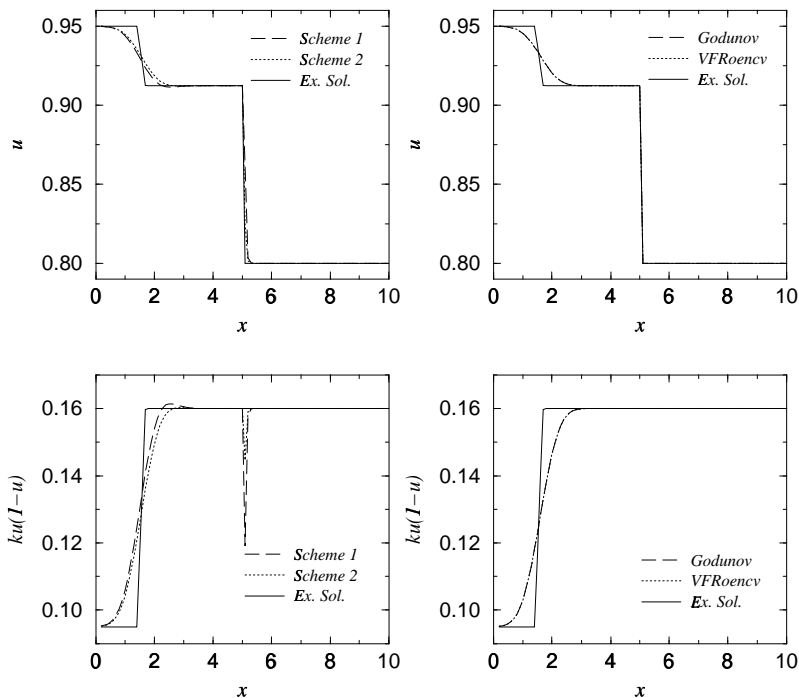 0.95
0.90
0.85
0.80
u
0 2 4 6 8 10
x
Scheme 1
Scheme 2
Ex. Sol.
0.95
0.90
0.85
0.80
u
0 2 4 6 8 10
x
Godunov
VFRoencv
Ex. Sol.
0.16
0.14
0.12
0.10
ku(1−u)
0 2 4 6 8 10
x
Scheme 1
Scheme 2
Ex. Sol.
0.16
0.14
0.12
0.10
ku(1−u)
0 2 4 6 8 10
x
Godunov
VFRoencv
Ex. Sol.